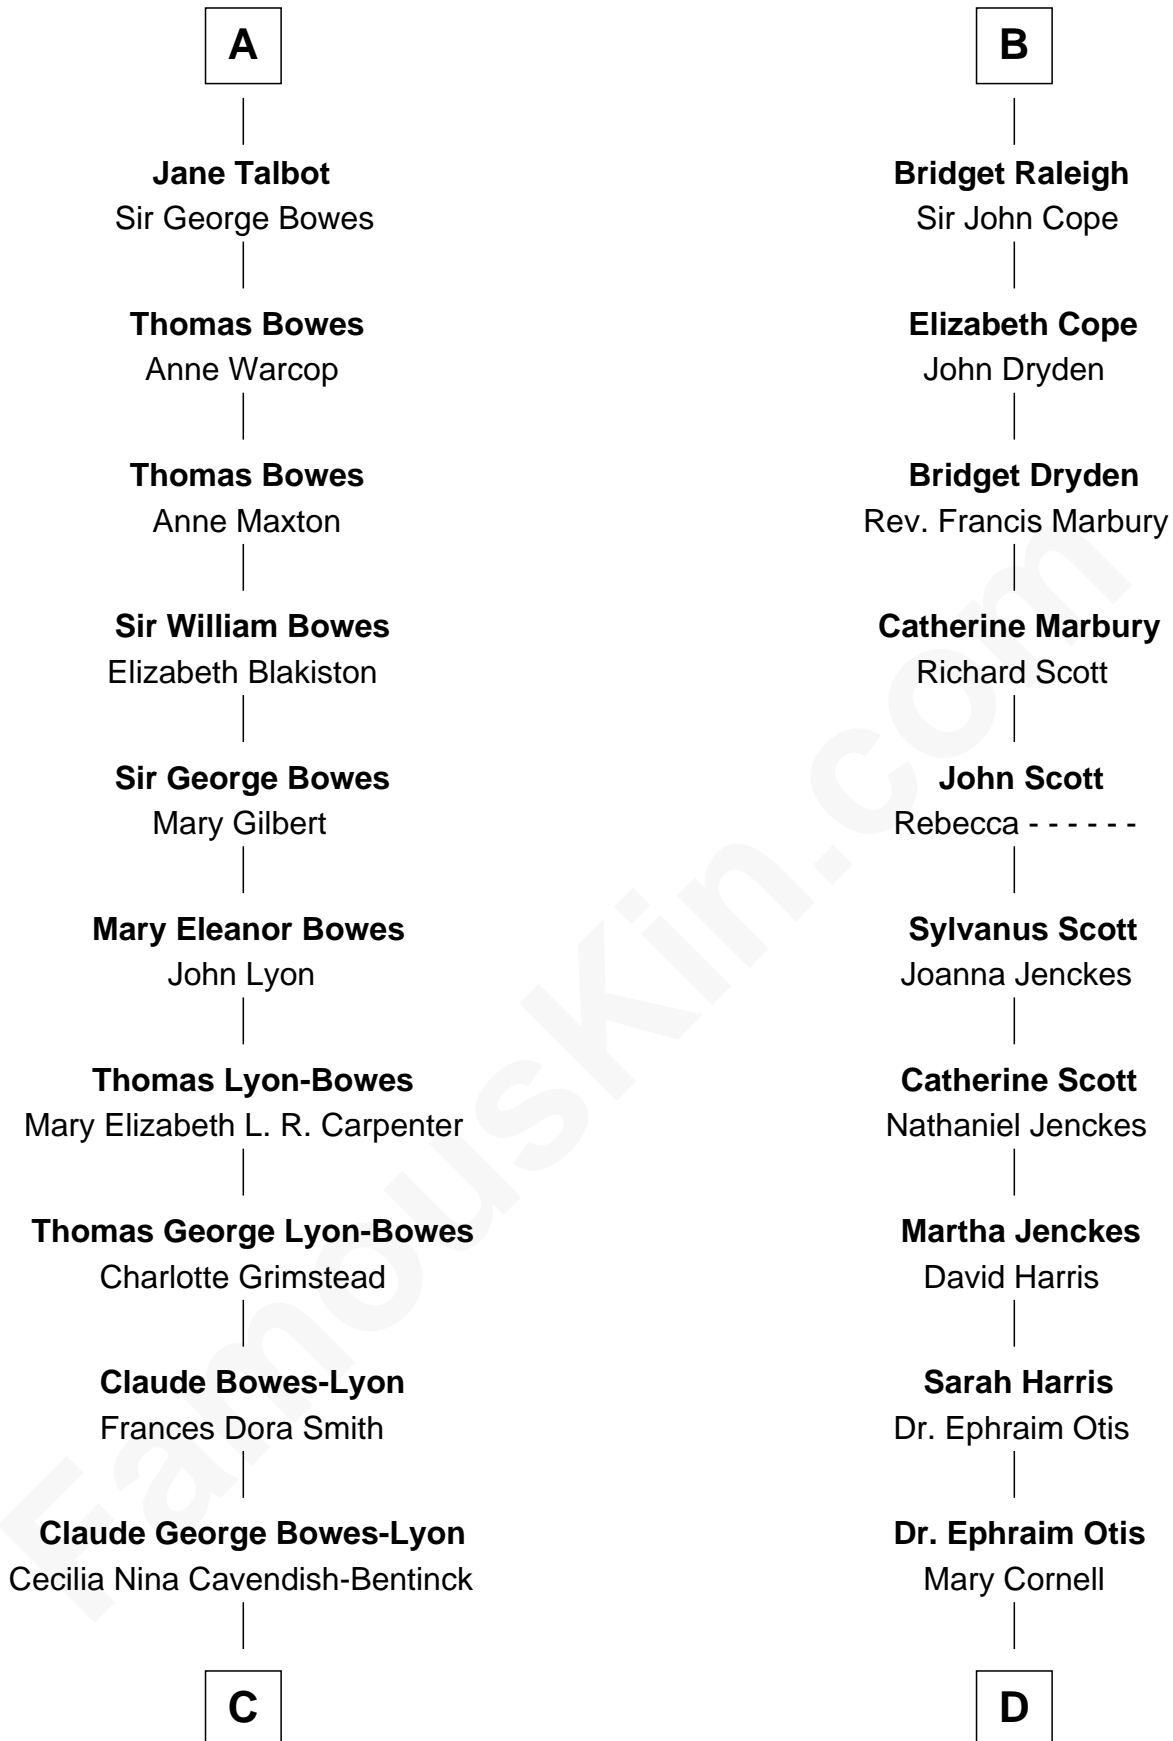 A
Jane Talbot
Sir George Bowes
Thomas Bowes
Anne Warcop
Thomas Bowes
Anne Maxton
Sir William Bowes
Elizabeth Blakiston
Sir George Bowes
Mary Gilbert
Mary Eleanor Bowes
John Lyon
Thomas Lyon-Bowes
Mary Elizabeth L. R. Carpenter
Thomas George Lyon-Bowes
Charlotte Grimstead
Claude Bowes-Lyon
Frances Dora Smith
Claude George Bowes-Lyon
Cecilia Nina Cavendish-Bentinck
C
B
Bridget Raleigh
Sir John Cope
Elizabeth Cope
John Dryden
Bridget Dryden
Rev. Francis Marbury
Catherine Marbury
Richard Scott
John Scott
Rebecca - - - - - -
Sylvanus Scott
Joanna Jenckes
Catherine Scott
Nathaniel Jenckes
Martha Jenckes
David Harris
Sarah Harris
Dr. Ephraim Otis
Dr. Ephraim Otis
Mary Cornell
D
FamousKin.com